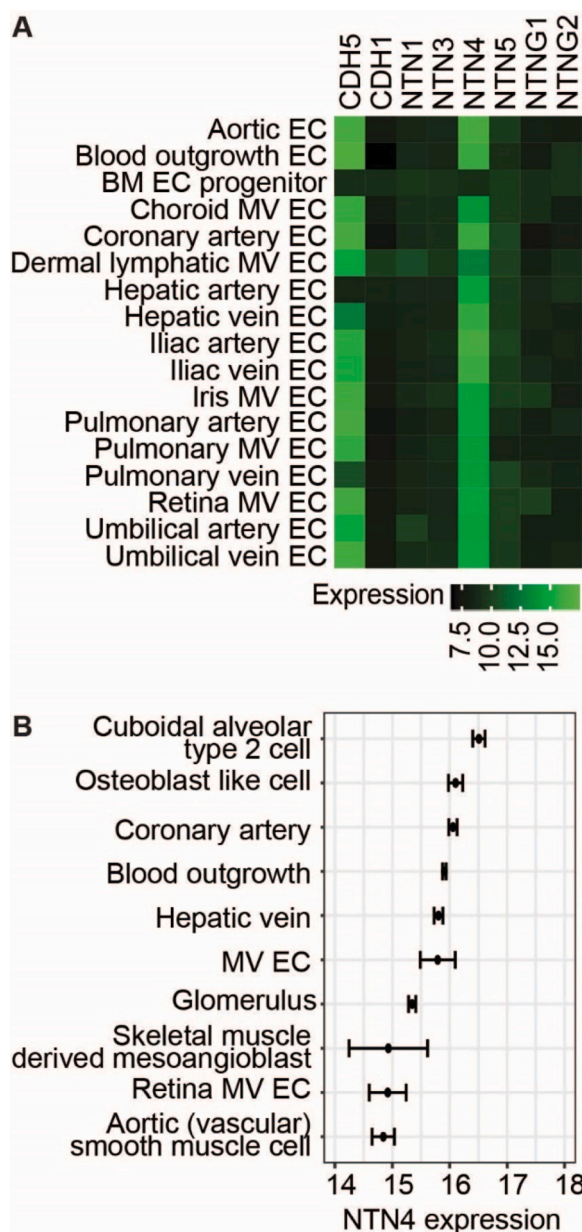 A
CDH5
CDH1
NTN1
NTN3
NTN4
NTN5
NTNG1
NTNG2
Aortic EC
Blood outgrowth EC
BM EC progenitor
Choroid MV EC
Coronary artery EC
Dermal lymphatic MV EC
Hepatic artery EC
Hepatic vein EC
Iliac artery EC
Iliac vein EC
Iris MV EC
Pulmonary artery EC
Pulmonary MV EC
Pulmonary vein EC
Retina MV EC
Umbilical artery EC
Umbilical vein EC
Expression
7.5
10.0
12.5
15.0
B
Cuboidal alveolar
type 2 cell
Osteoblast like cell
Coronary artery
Blood outgrowth
Hepatic vein
MV EC
Glomerulus
Skeletal muscle
derived mesoangioblast
Retina MV EC
Aortic (vascular)
smooth muscle cell
14 15 16 17 18
NTN4 expression